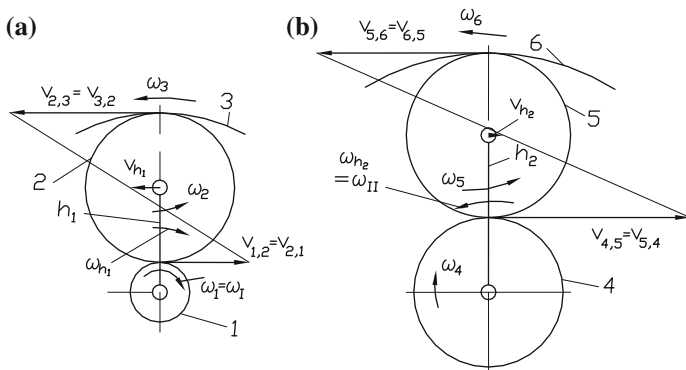 (a)
V2,3 = V3,2
ω3
3
2
Vh1
ω2
h1
V1,2 = V2,1
ωh1
ω1 = ωI
1
(b)
ω6
V5,6 = V6,5
6
5
Vh2
h2
ωh2
= ωII
ω5
V4,5 = V5,4
ω4
4